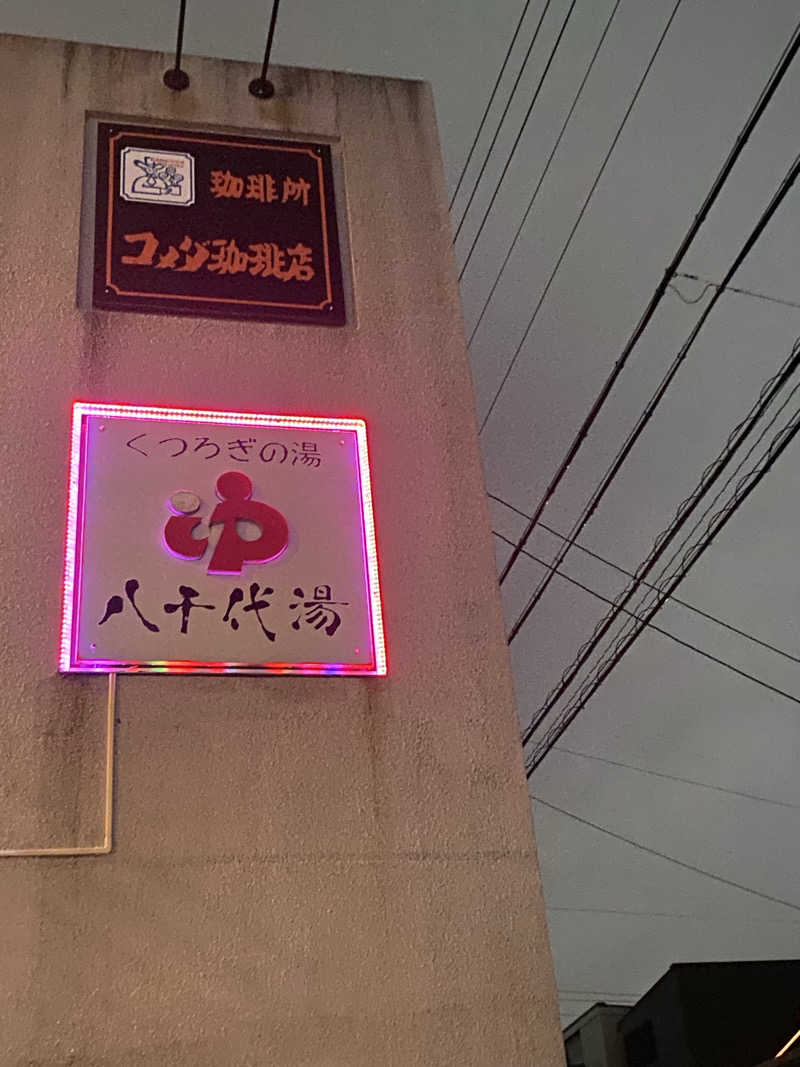 珈琲所
コメダ珈琲店
くつろぎの湯
ゆ
八千代湯